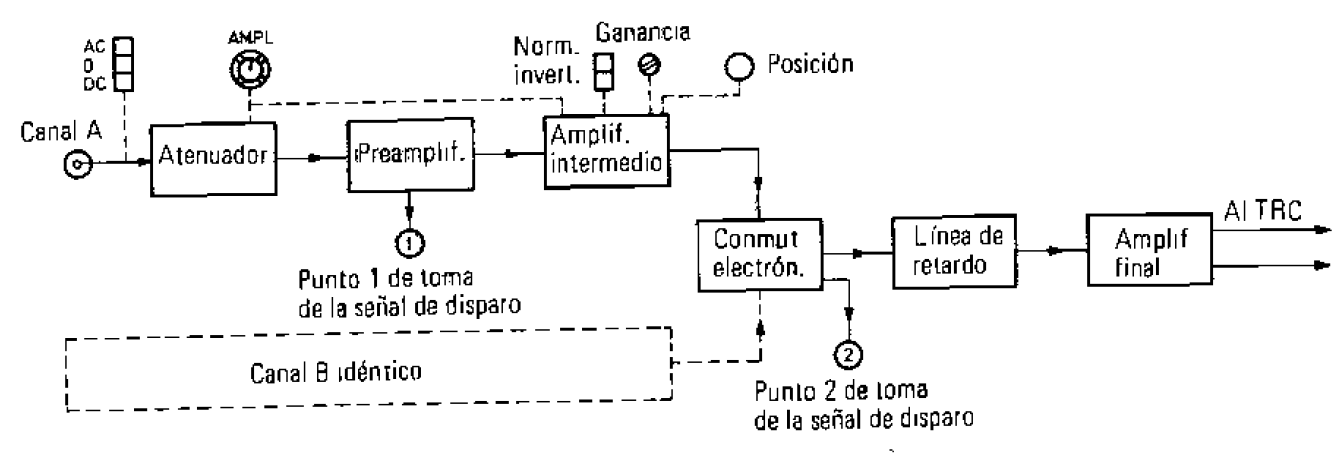 AC
0
DC
AMPL
Norm.
invert.
Ganancia
Posición
Canal A
Atenuador
Preamplif.
Amplif.
intermedio
1
Punto 1 de toma
de la señal de disparo
Conmut
electrón.
Línea de
retardo
Amplif
final
Al TRC
Canal B idéntico
2
Punto 2 de toma
de la señal de disparo